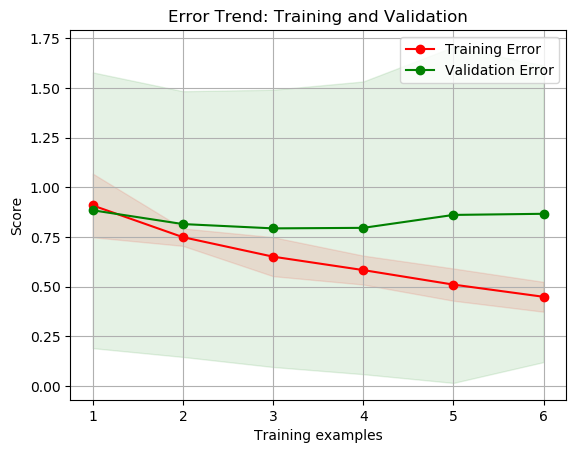 Error Trend: Training and Validation
1.75
1.50
1.25
1.00
0.75
0.50
0.25
0.00
Score
Training Error
Validation Error
1 2 3 4 5 6
Training examples